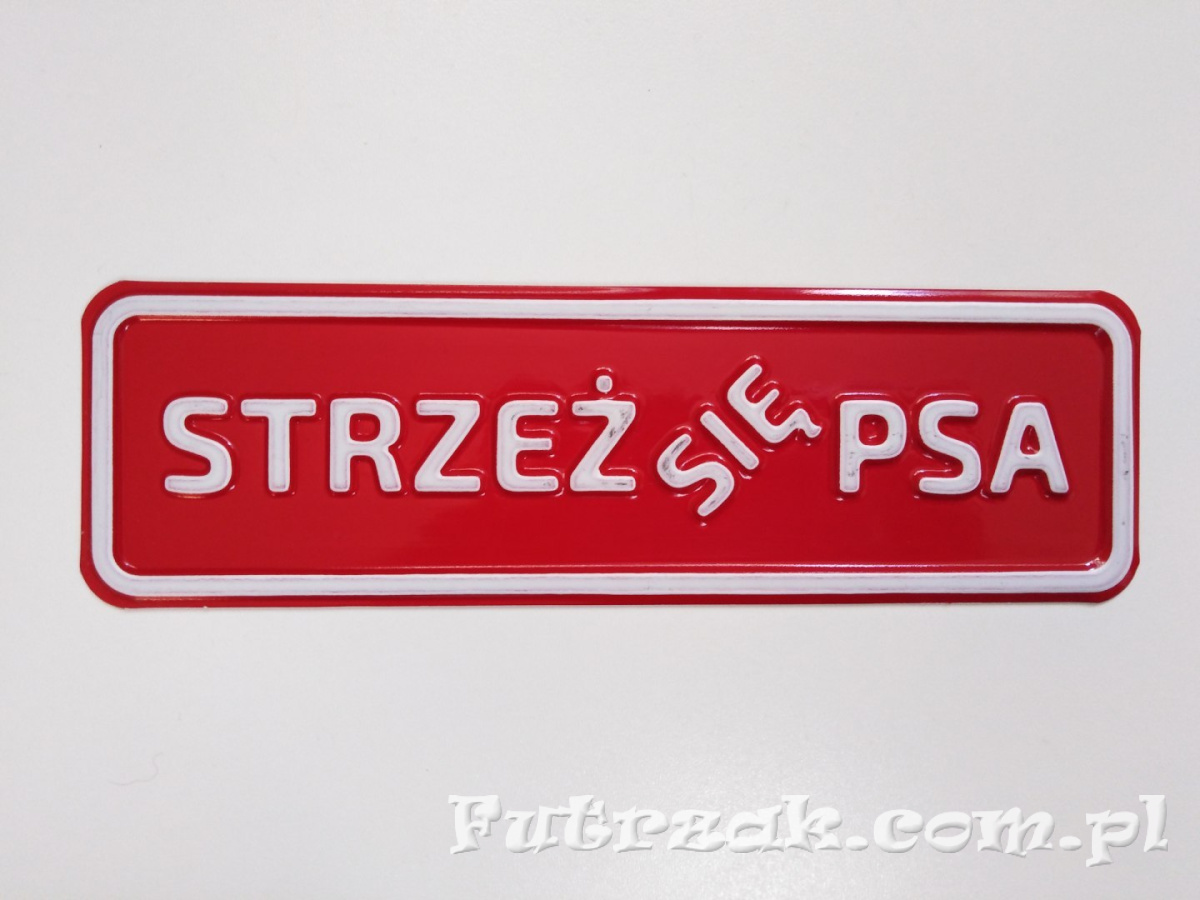 STRZEŻ SIĘ PSA
Futrzak.com.pl